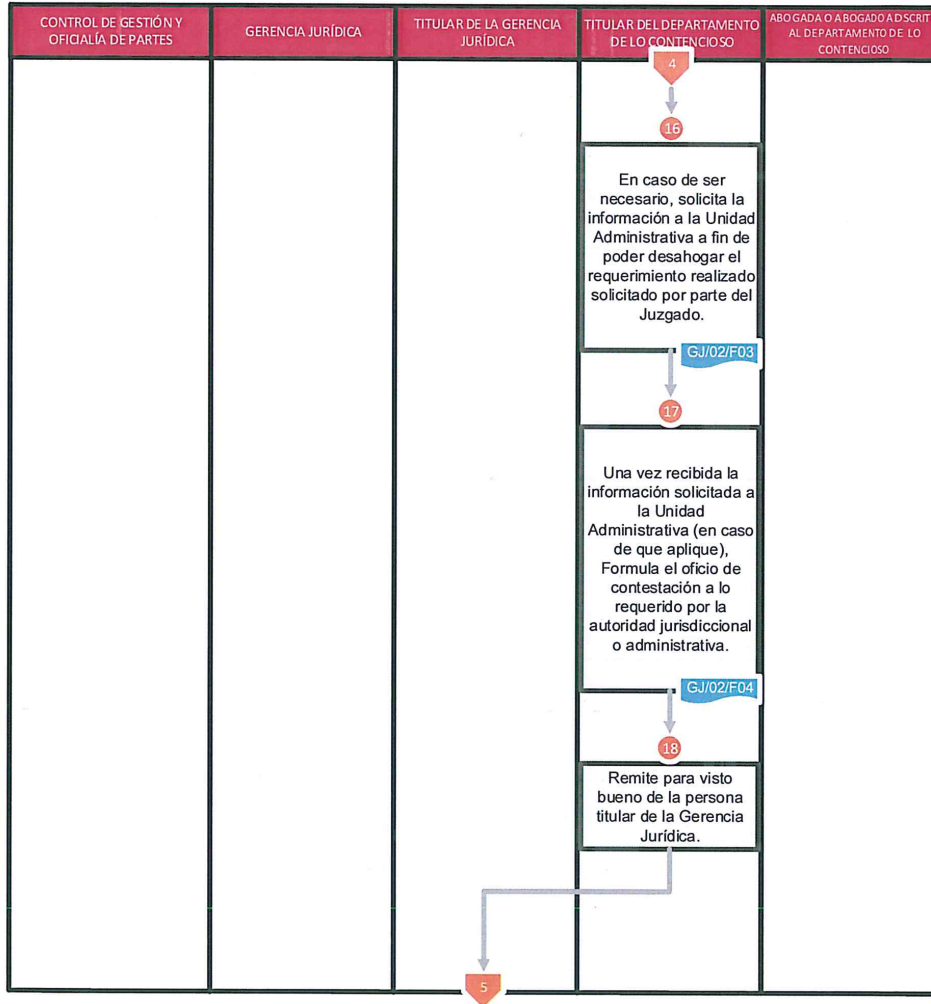 CONTROL DE GESTIÓN Y
OFICIALÍA DE PARTES
GERENCIA JURÍDICA
TITULAR DE LA GERENCIA
JURÍDICA
TITULAR DEL DEPARTAMENTO
DE LO CONTENCIOSO
ABOGADA O ABOGADO ADSCRIT
AL DEPARTAMENTO DE LO
CONTENCIOSO
4
16
En caso de ser
necesario, solicita la
información a la Unidad
Administrativa a fin de
poder desahogar el
requerimiento realizado
solicitado por parte del
Juzgado.
GJ/02/F03
17
Una vez recibida la
información solicitada a
la Unidad
Administrativa (en caso
de que aplique),
Formula el oficio de
contestación a lo
requerido por la
autoridad jurisdiccional
o administrativa.
GJ/02/F04
18
Remite para visto
bueno de la persona
titular de la Gerencia
Jurídica.
5